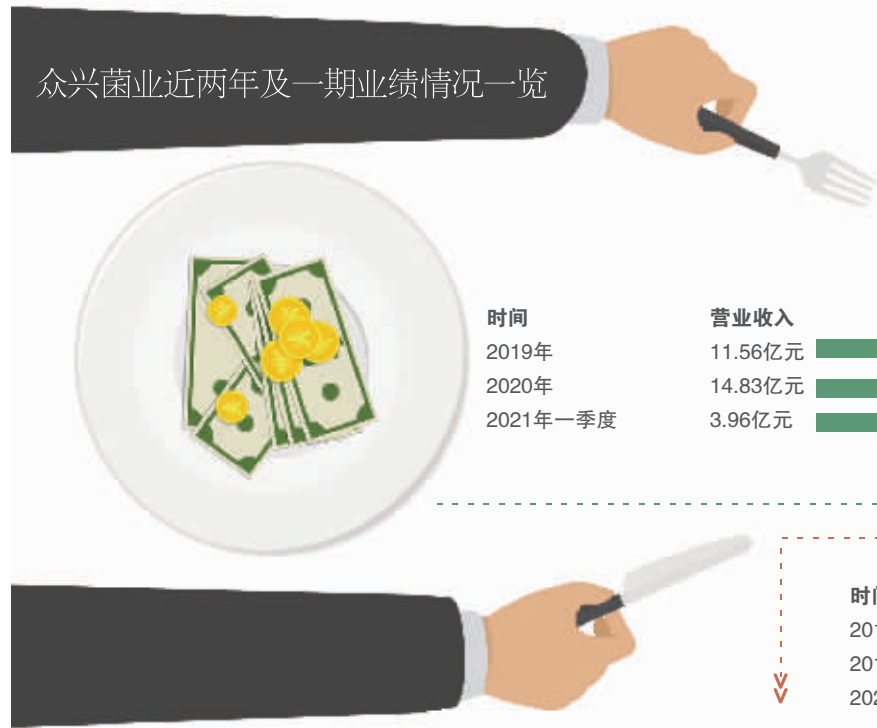 众兴菌业近两年及一期业绩情况一览
时间 营业收入
2019年 11.56亿元
2020年 14.83亿元
2021年一季度 3.96亿元